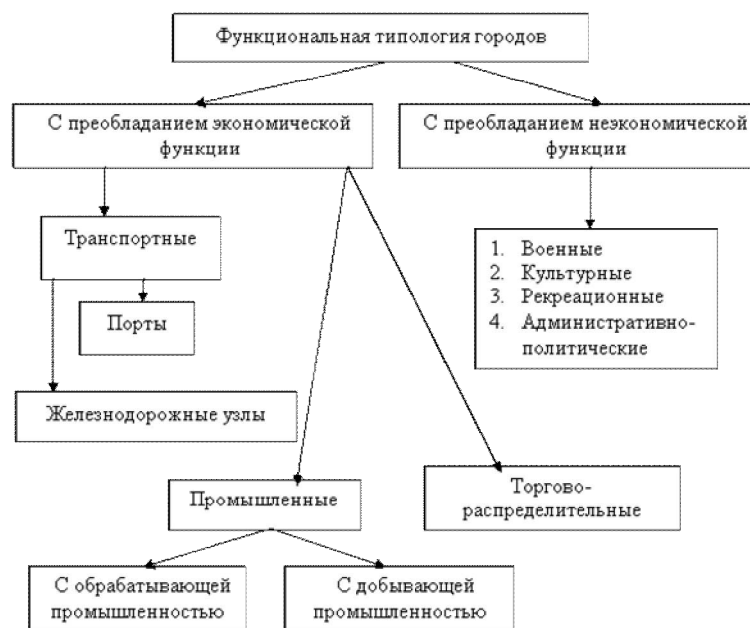 Функциональная типология городов
С преобладанием экономической
функции
С преобладанием неэкономической
функции
Транспортные
Порты
Железнодорожные узлы
1. Военные
2. Культурные
3. Рекреационные
4. Административно-
политические
Промышленные
Торгово-
распределительные
С обрабатывающей
промышленностью
С добывающей
промышленностью